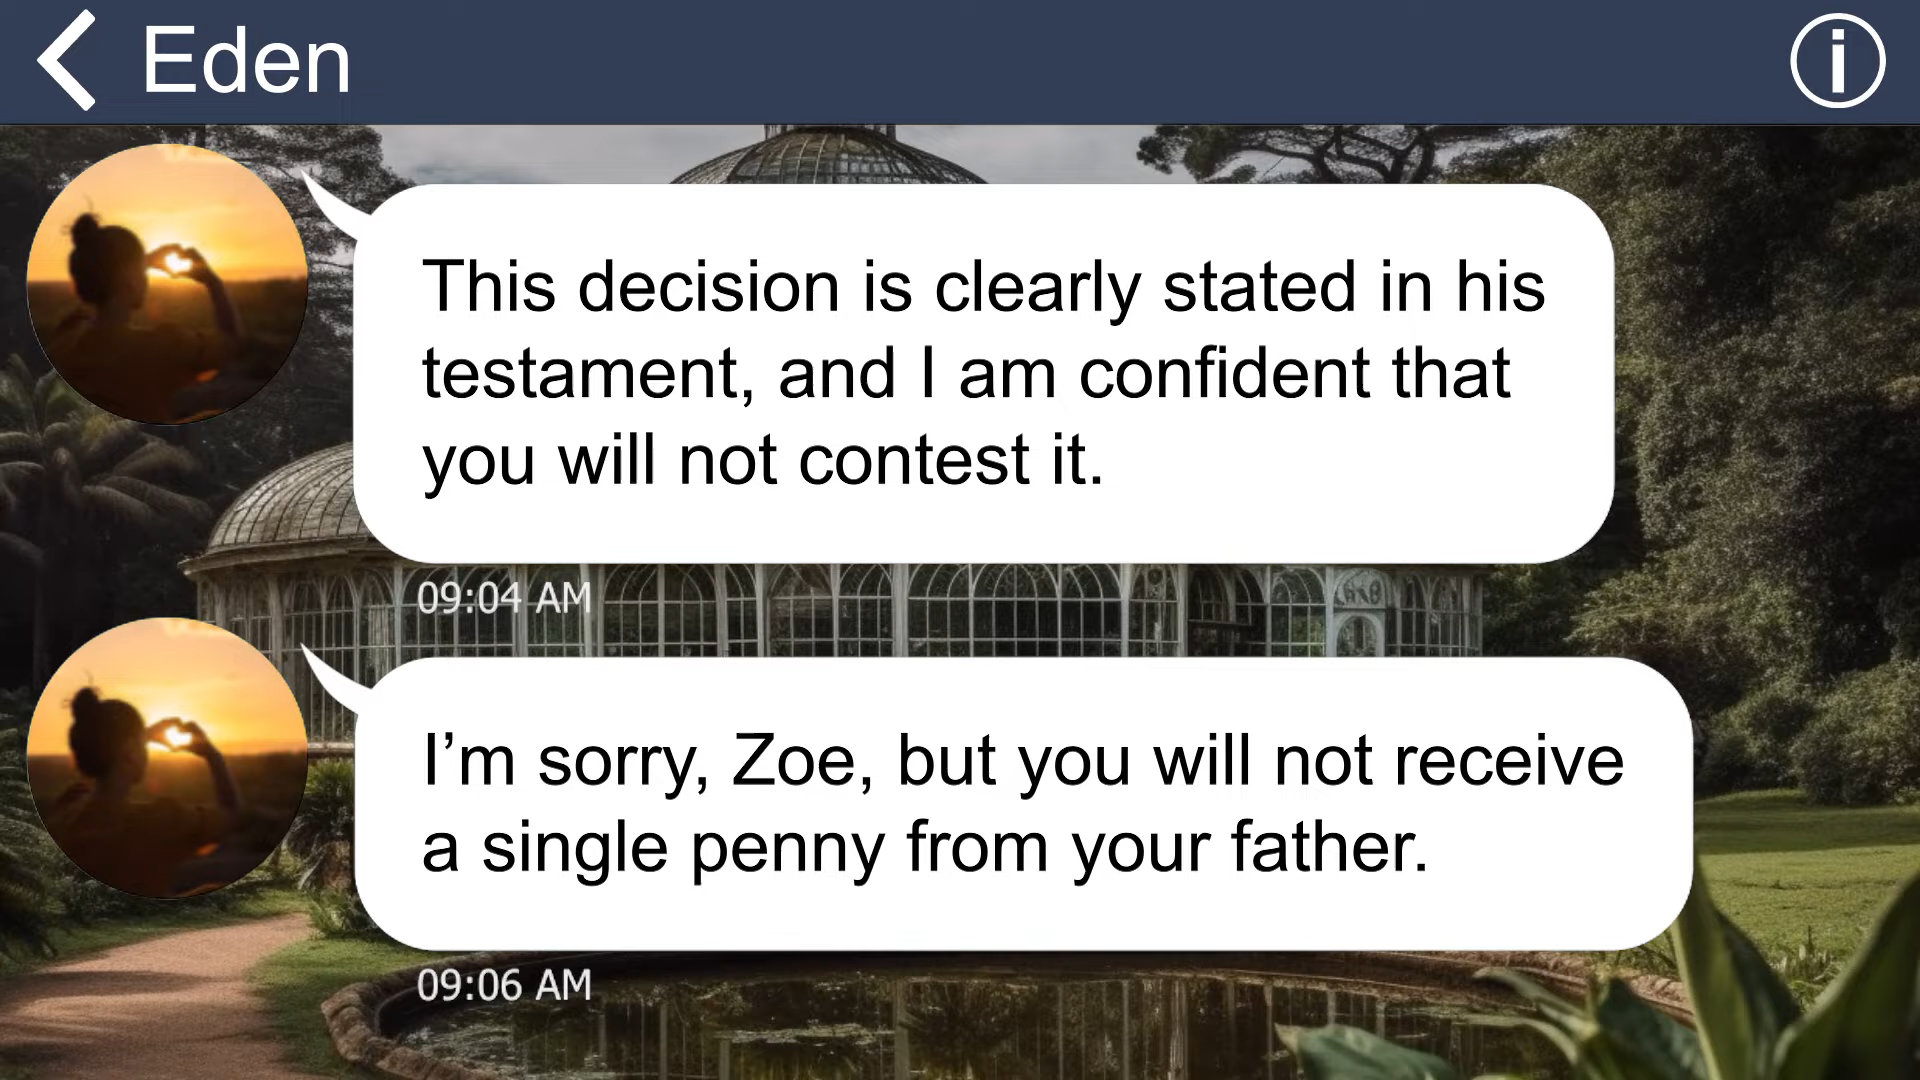 Eden
This decision is clearly stated in his
testament, and I am confident that
you will not contest it.
09:04 AM
I’m sorry, Zoe, but you will not receive
a single penny from your father.
09:06 AM